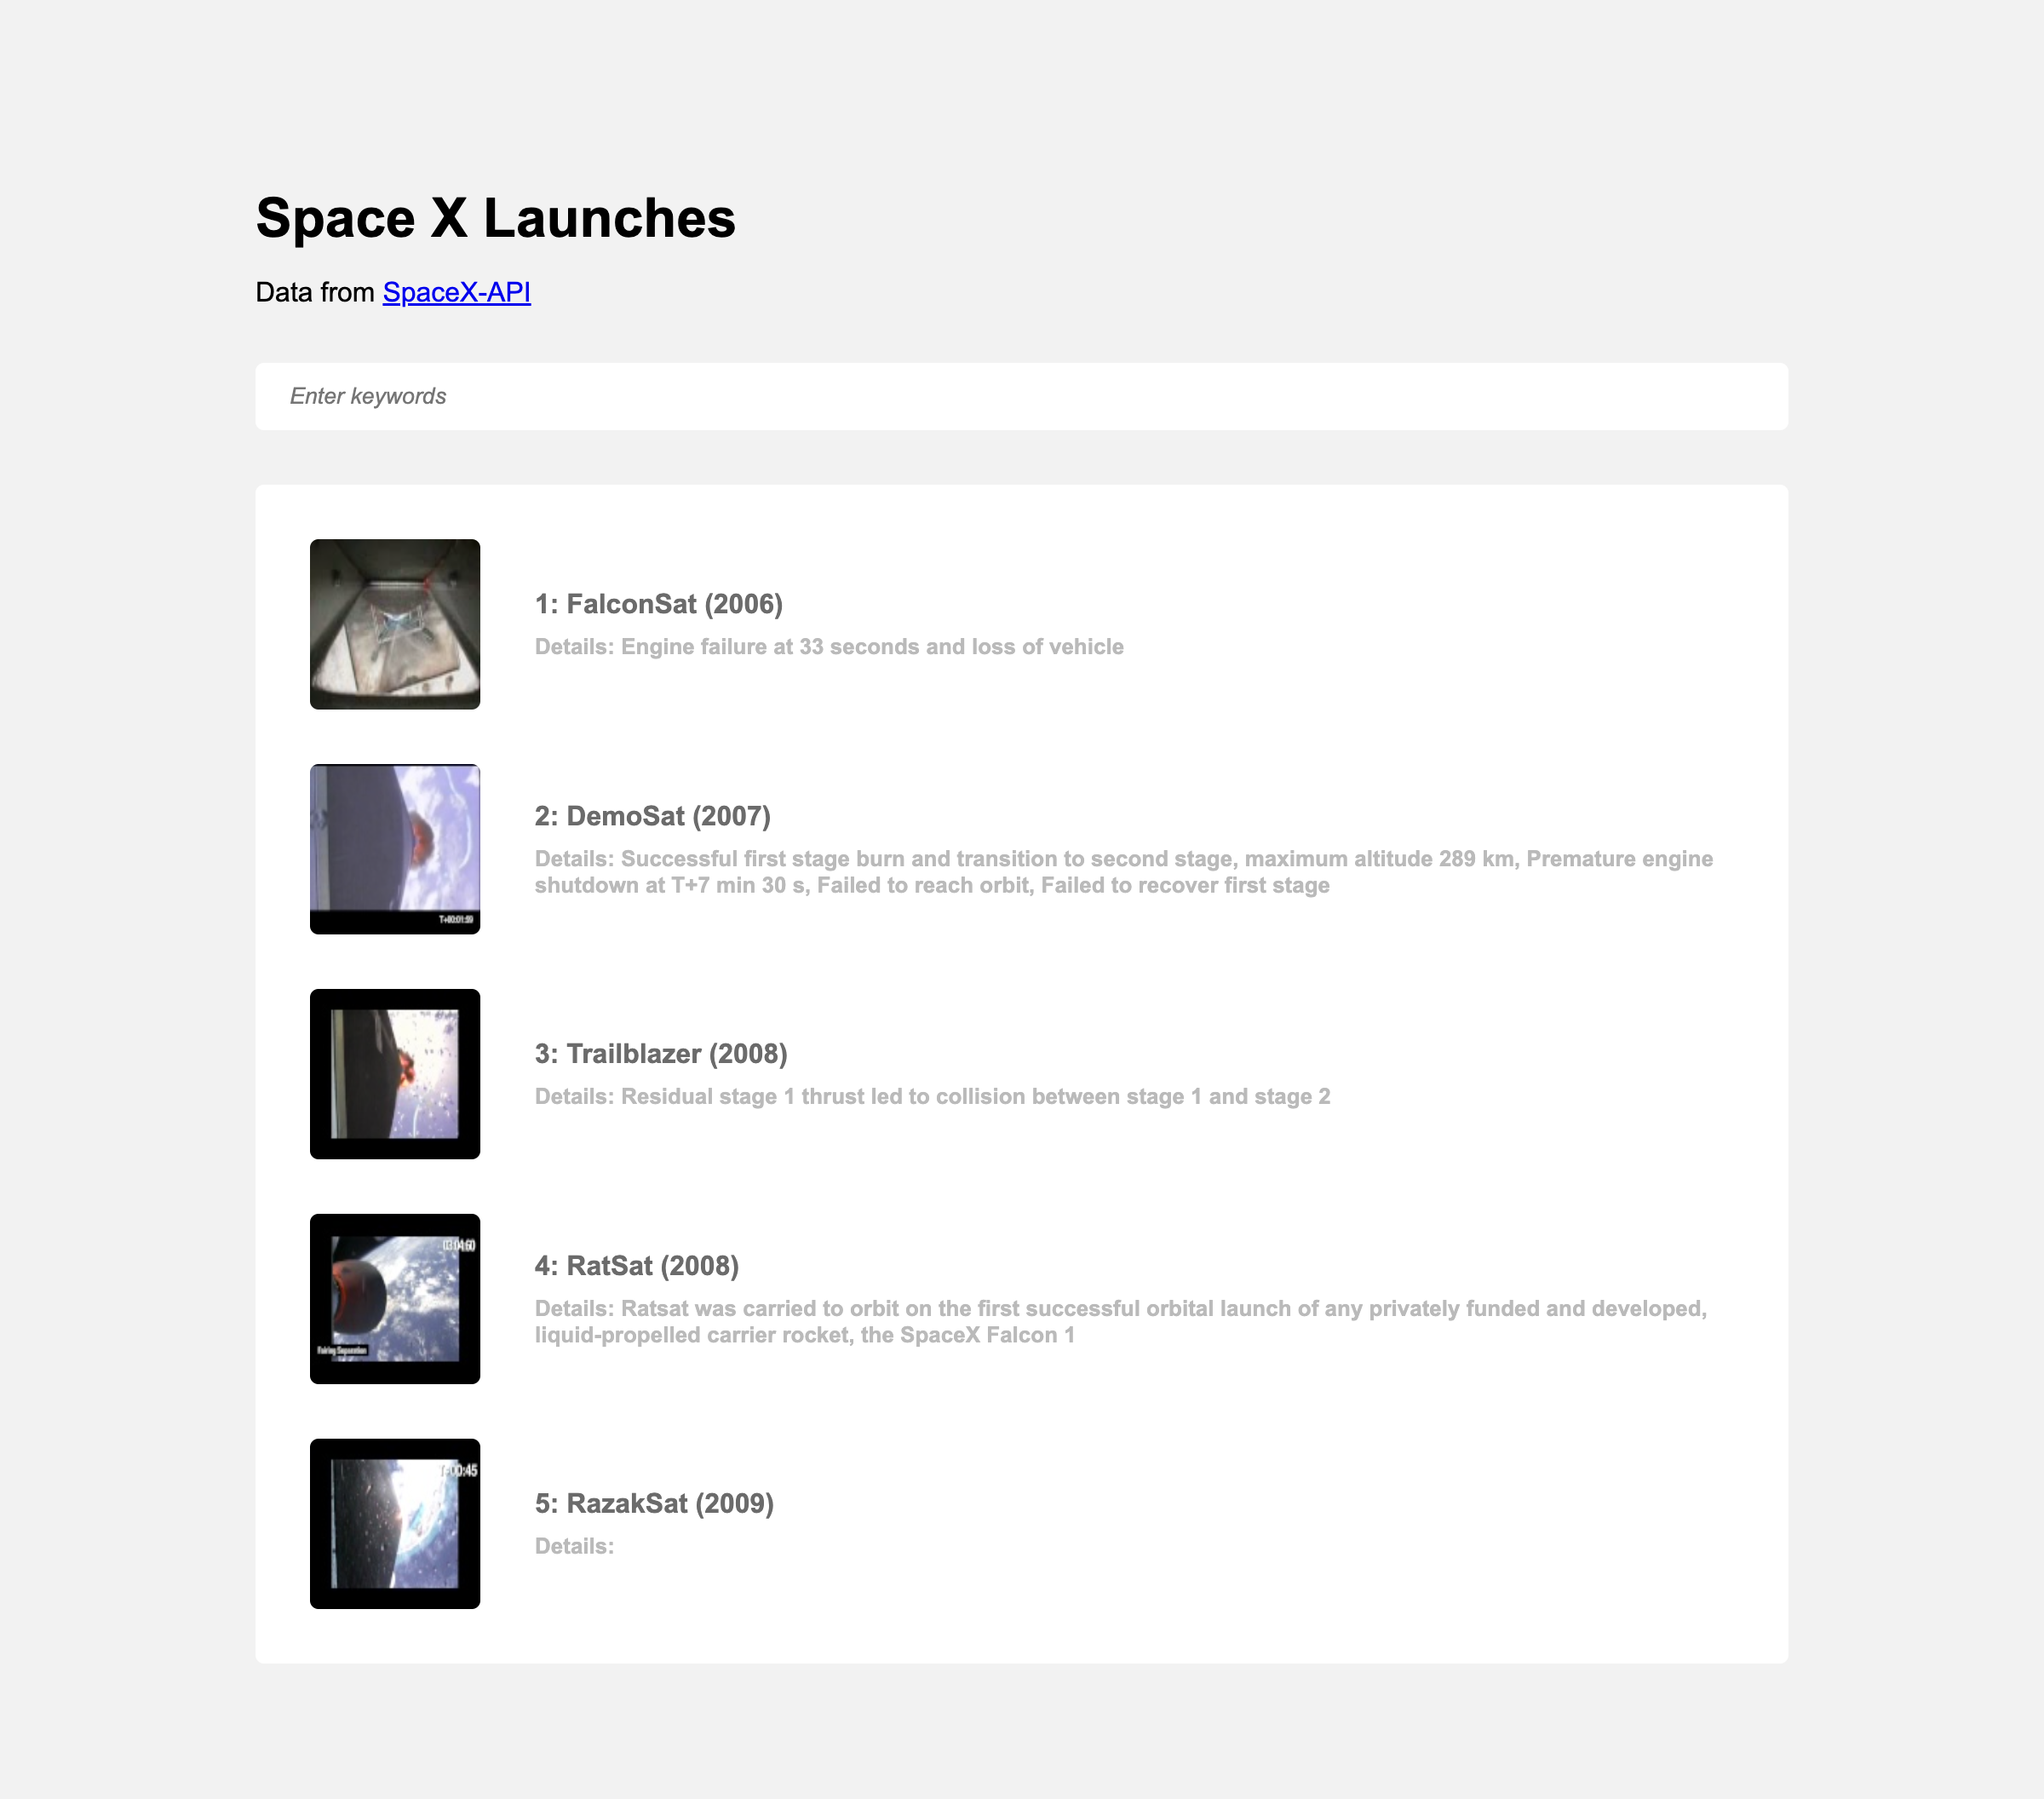 Space X Launches
Data from SpaceX-API
Enter keywords
1: FalconSat (2006)
Details: Engine failure at 33 seconds and loss of vehicle
2: DemoSat (2007)
Details: Successful first stage burn and transition to second stage, maximum altitude 289 km, Premature engine
shutdown at T+7 min 30 s, Failed to reach orbit, Failed to recover first stage
T+00:01:59
3: Trailblazer (2008)
Details: Residual stage 1 thrust led to collision between stage 1 and stage 2
4: RatSat (2008)
Details: Ratsat was carried to orbit on the first successful orbital launch of any privately funded and developed,
liquid-propelled carrier rocket, the SpaceX Falcon 1
Fairing Separation
5: RazakSat (2009)
Details: